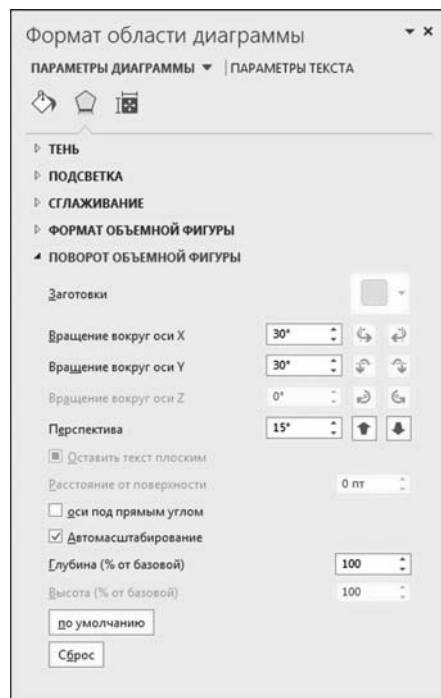 Формат области диаграммы
ПАРАМЕТРЫ ДИАГРАММЫ | ПАРАМЕТРЫ ТЕКСТА
ТЕНЬ
ПОДСВЕТКА
СГЛАЖИВАНИЕ
ФОРМАТ ОБЪЕМНОЙ ФИГУРЫ
ПОВОРОТ ОБЪЕМНОЙ ФИГУРЫ
Заготовки
Вращение вокруг оси X 30°
Вращение вокруг оси Y 30°
Вращение вокруг оси Z 0°
Перспектива 15°
Оставить текст плоским
Расстояние от поверхности 0 пт
оси под прямым углом
Автомасштабирование
Глубина (% от базовой) 100
Высота (% от базовой) 100
по умолчанию
Сброс